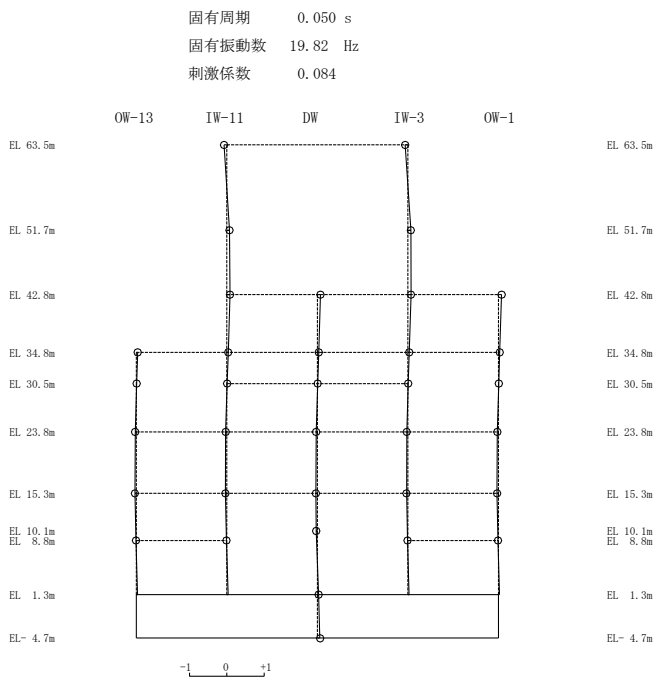 固有周期 0.050 s
固有振動数 19.82 Hz
刺激係数 0.084
OW-13 IW-11 DW IW-3 OW-1
EL 63.5m EL 63.5m
EL 51.7m EL 51.7m
EL 42.8m EL 42.8m
EL 34.8m EL 34.8m
EL 30.5m EL 30.5m
EL 23.8m EL 23.8m
EL 15.3m EL 15.3m
EL 10.1m EL 10.1m
EL 8.8m EL 8.8m
EL 1.3m EL 1.3m
EL- 4.7m EL- 4.7m
-1 0 +1